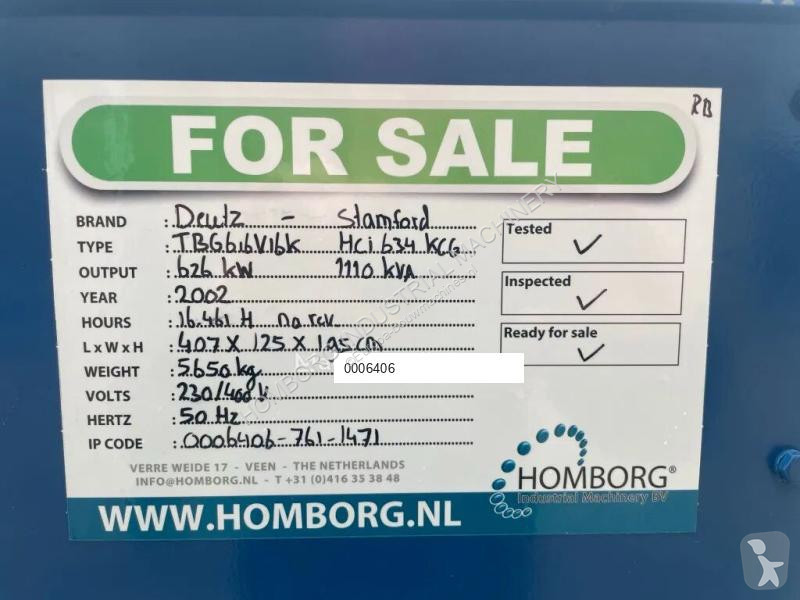 RB
FOR SALE
BRAND : Deutz - Stamford
TYPE : TBG616V16K HCi 634 KCG
OUTPUT : 626 kW 1110 kVA
YEAR : 2002
HOURS : 16.461 H
L x W x H : 407 X 125 X 195 cm
WEIGHT : 5.650 kg
0006406
VOLTS : 230/400 V
HERTZ : 50 Hz
IP CODE : 0006406-761-1471
Tested ✓
Inspected ✓
Ready for sale ✓
VERRE WEIDE 17 - VEEN - THE NETHERLANDS
INFO@HOMBORG.NL - T +31 (0)416 35 38 48
HOMBORG®
Industrial Machinery BV
WWW.HOMBORG.NL
HOMBORG INDUSTRIAL MACHINERY